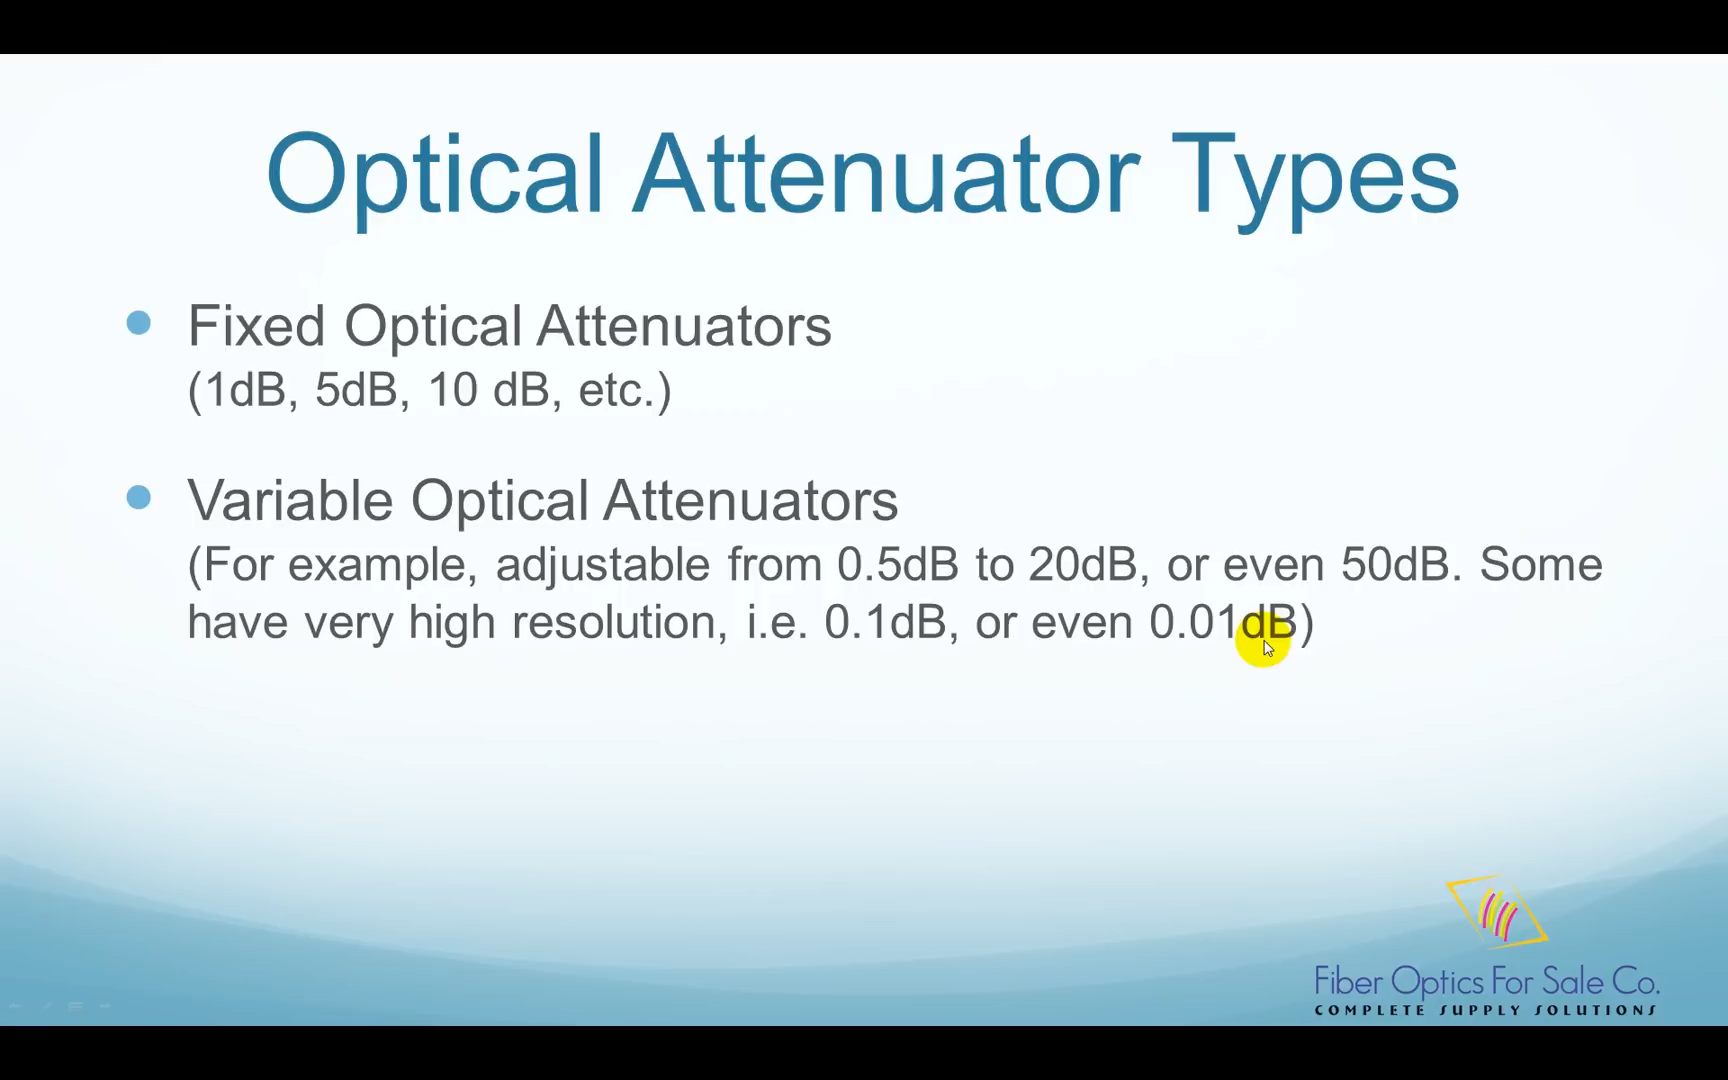 Optical Attenuator Types
Fixed Optical Attenuators
(1dB, 5dB, 10 dB, etc.)
Variable Optical Attenuators
(For example, adjustable from 0.5dB to 20dB, or even 50dB. Some
have very high resolution, i.e. 0.1dB, or even 0.01dB)
Fiber Optics For Sale Co.
COMPLETE SUPPLY SOLUTIONS